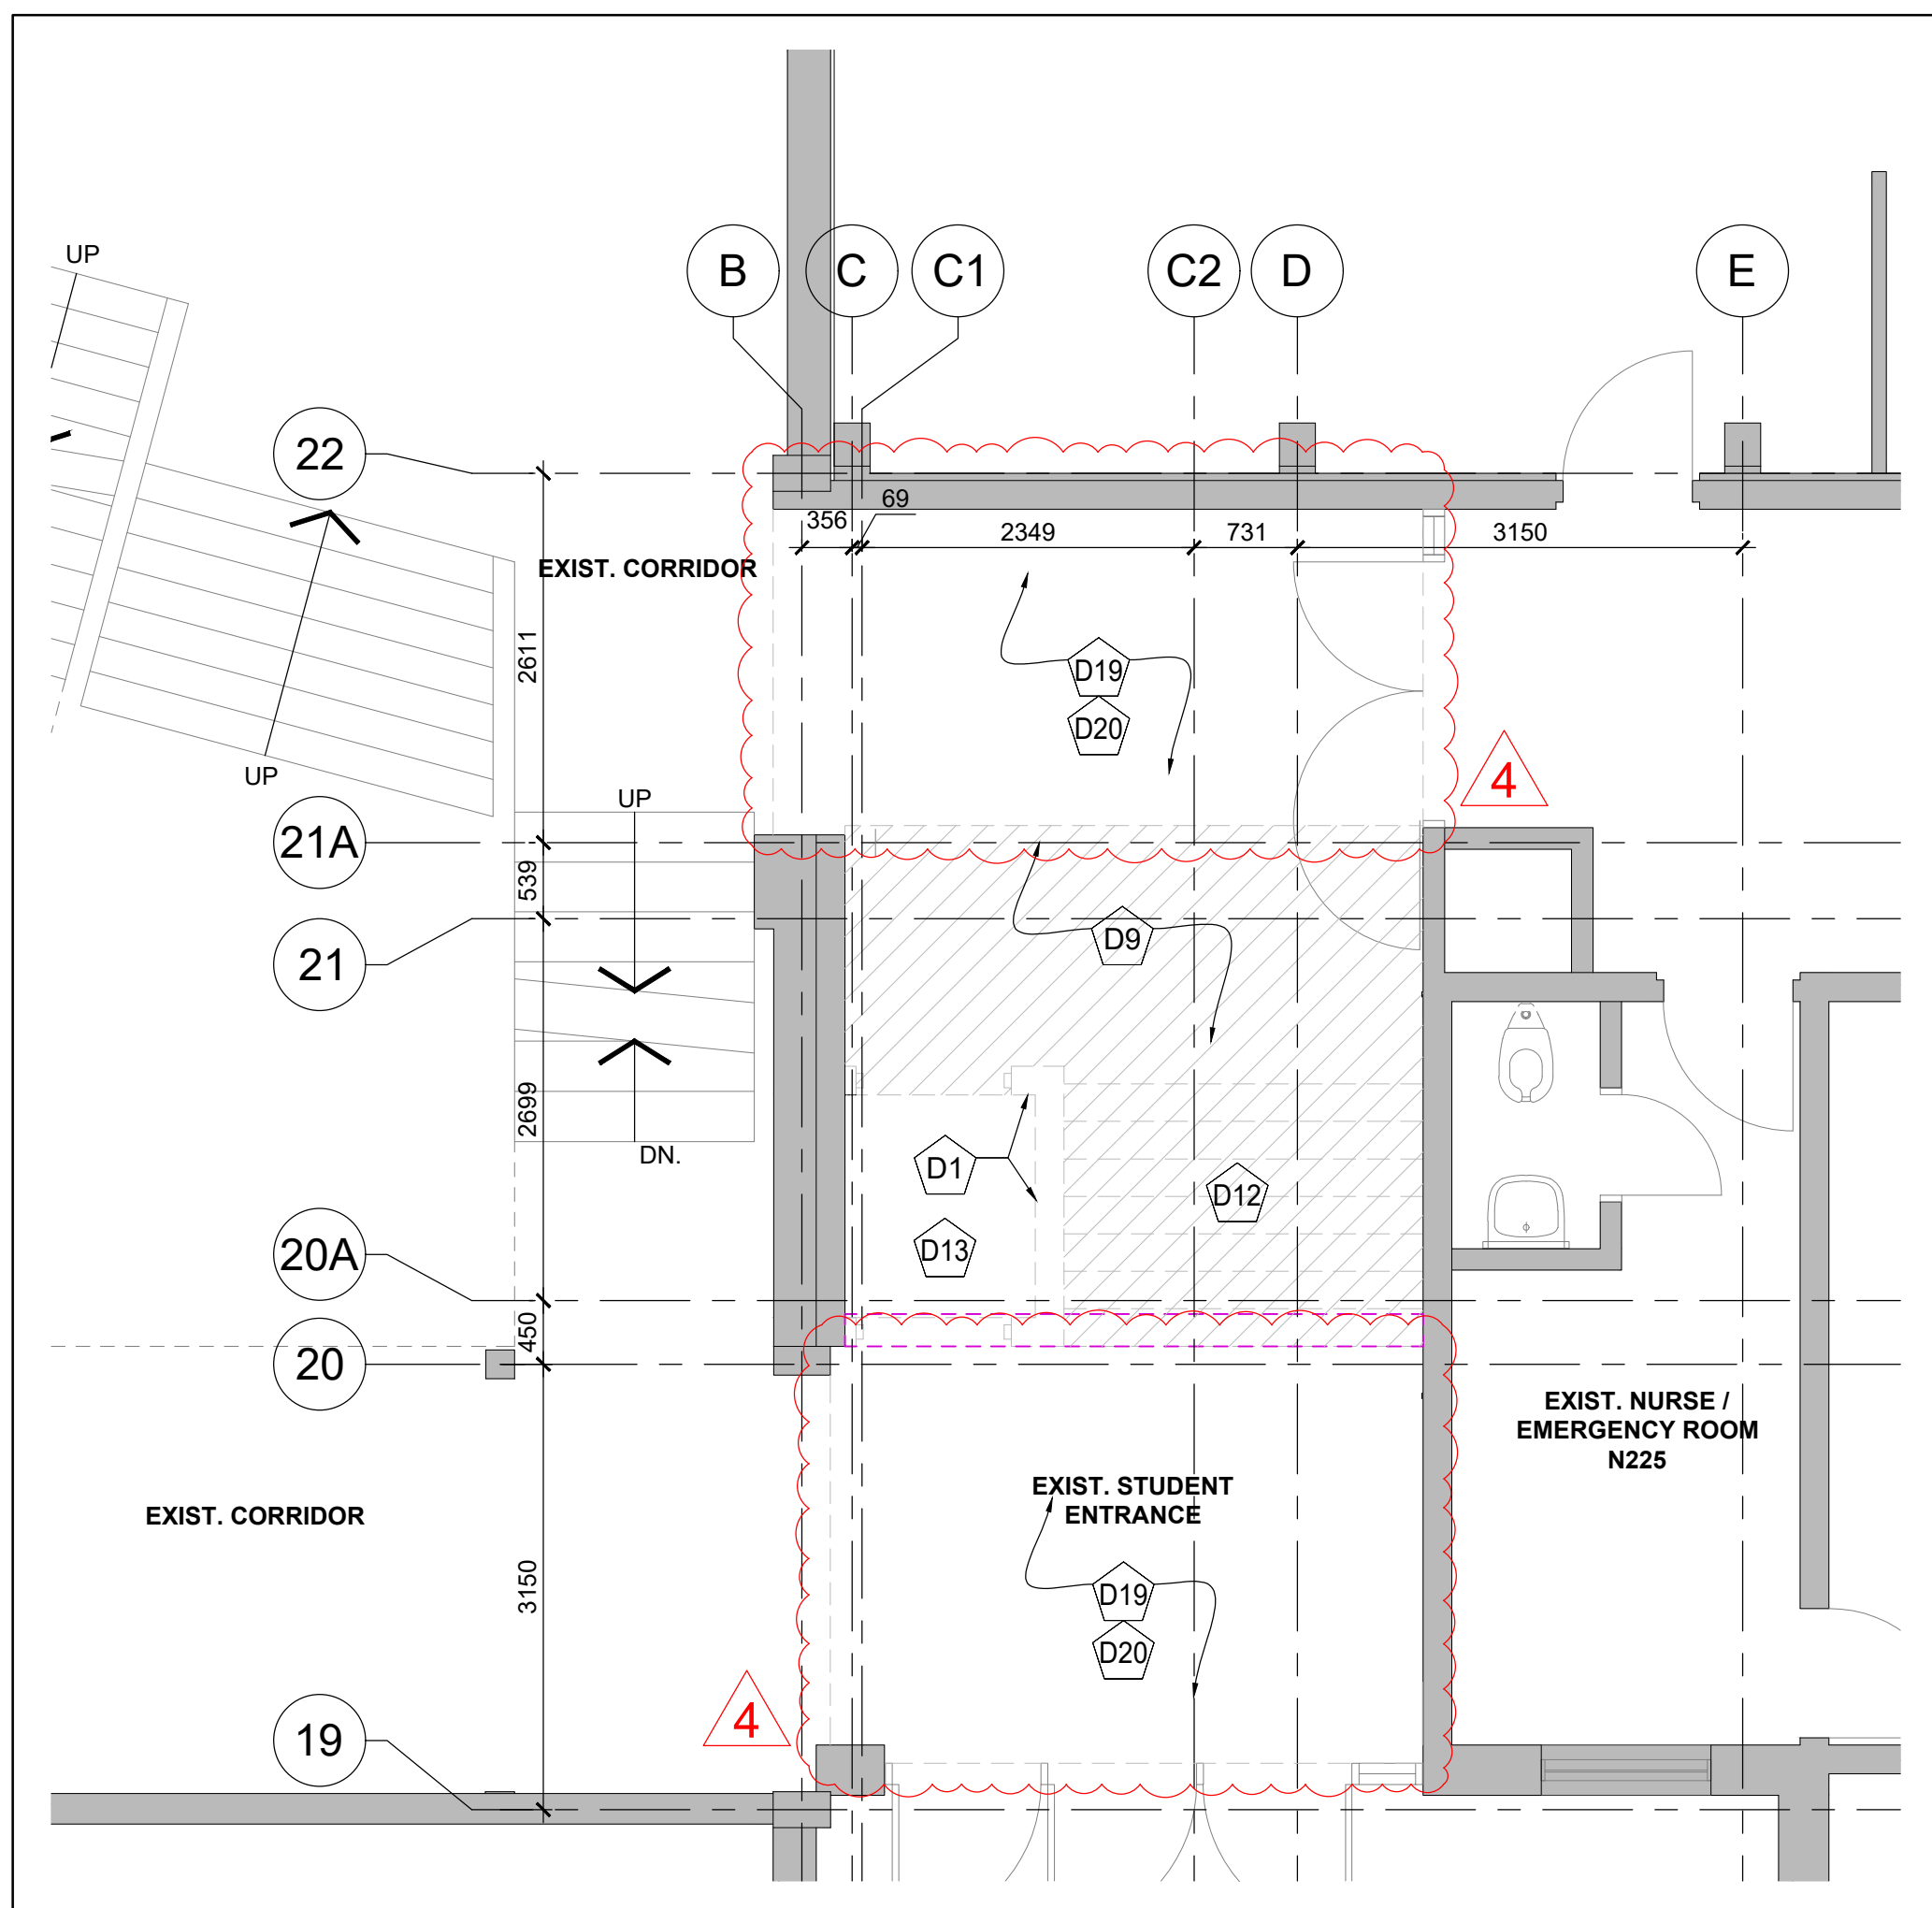 UP
B
C
C1
C2
D
E
22
69
356
2349
731
3150
EXIST. CORRIDOR
2611
D19
D20
UP
4
UP
21A
539
D9
21
2699
DN.
D1
D12
D13
20A
450
20
EXIST. NURSE /
EMERGENCY ROOM
N225
EXIST. STUDENT
ENTRANCE
EXIST. CORRIDOR
3150
D19
D20
4
19